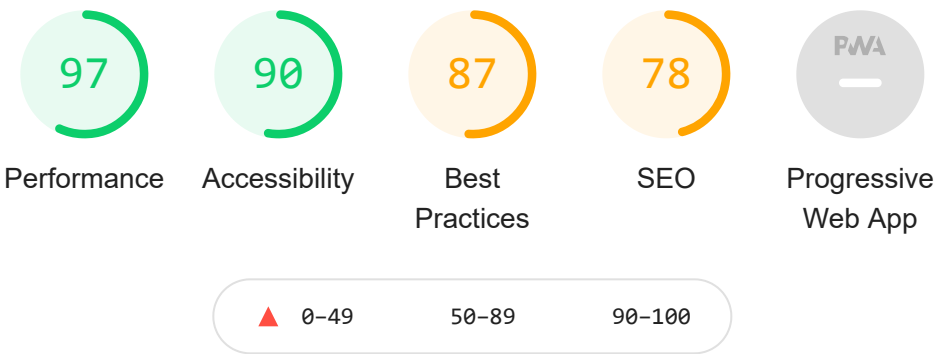 97 90 87 78 PWA
Performance Accessibility Best Practices SEO Progressive Web App
0–49 50–89 90–100